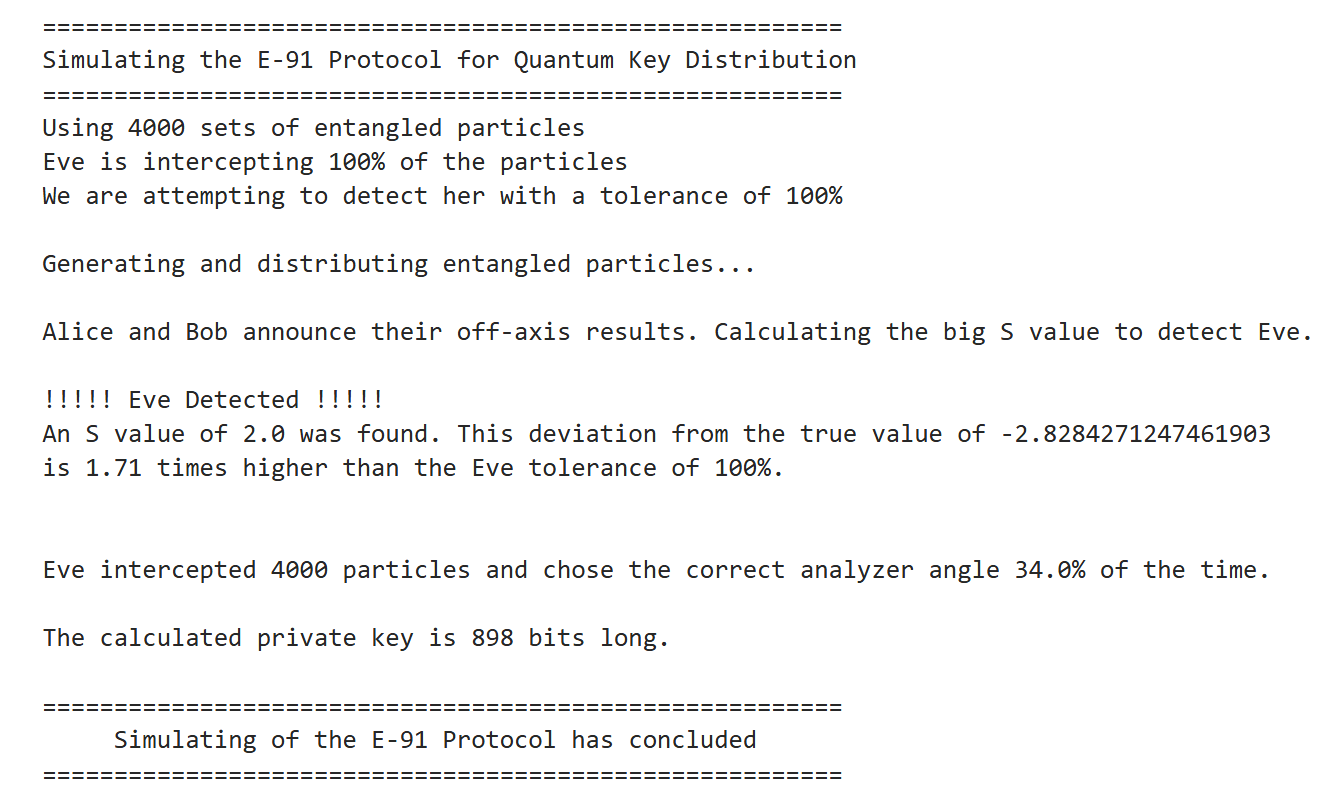 ========================================================
Simulating the E-91 Protocol for Quantum Key Distribution
========================================================
Using 4000 sets of entangled particles
Eve is intercepting 100% of the particles
We are attempting to detect her with a tolerance of 100%
Generating and distributing entangled particles...
Alice and Bob announce their off-axis results. Calculating the big S value to detect Eve.
!!!!! Eve Detected !!!!!
An S value of 2.0 was found. This deviation from the true value of -2.8284271247461903
is 1.71 times higher than the Eve tolerance of 100%.
Eve intercepted 4000 particles and chose the correct analyzer angle 34.0% of the time.
The calculated private key is 898 bits long.
========================================================
Simulating of the E-91 Protocol has concluded
========================================================